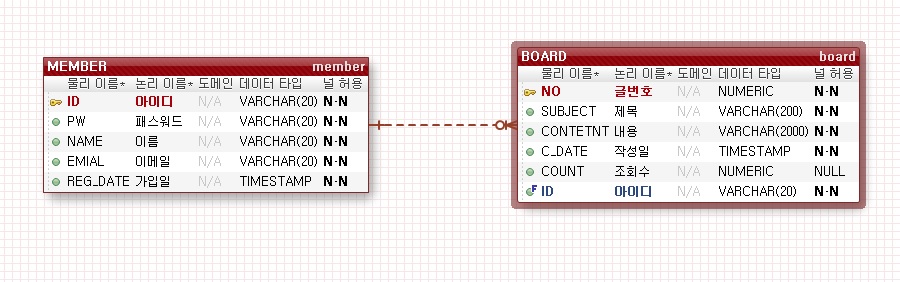 MEMBER member
물리 이름* 논리 이름* 도메인 데이터 타입 널 허용
ID 아이디 N/A VARCHAR(20) N·N
PW 패스워드 N/A VARCHAR(20) N·N
NAME 이름 N/A VARCHAR(20) N·N
EMIAL 이메일 N/A VARCHAR(20) N·N
REG_DATE 가입일 N/A TIMESTAMP N·N
BOARD board
물리 이름* 논리 이름* 도메인 데이터 타입 널 허용
NO 글번호 N/A NUMERIC N·N
SUBJECT 제목 N/A VARCHAR(200) N·N
CONTETNT 내용 N/A VARCHAR(2000) N·N
C_DATE 작성일 N/A TIMESTAMP N·N
COUNT 조회수 N/A NUMERIC NULL
F ID 아이디 N/A VARCHAR(20) N·N